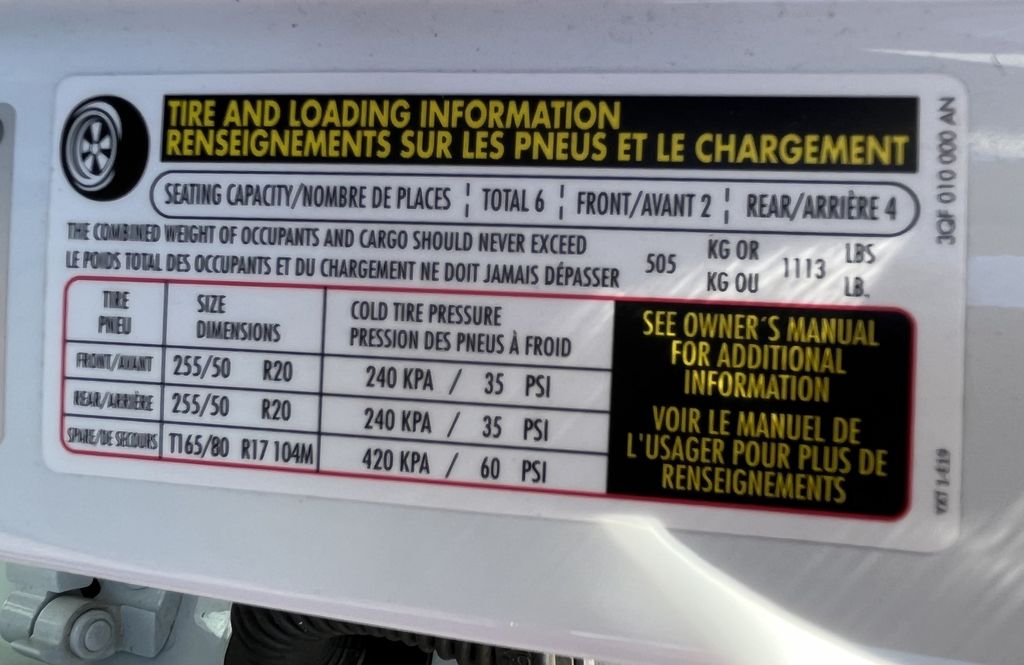 TIRE AND LOADING INFORMATION
RENSEIGNEMENTS SUR LES PNEUS ET LE CHARGEMENT
SEATING CAPACITY/NOMBRE DE PLACES ¦ TOTAL 6 ¦ FRONT/AVANT 2 ¦ REAR/ARRIÈRE 4
THE COMBINED WEIGHT OF OCCUPANTS AND CARGO SHOULD NEVER EXCEED
LE POIDS TOTAL DES OCCUPANTS ET DU CHARGEMENT NE DOIT JAMAIS DÉPASSER
505 KG OR 1113 LBS
KG OU LB.
TIRE SIZE COLD TIRE PRESSURE
PNEU DIMENSIONS PRESSION DES PNEUS À FROID
FRONT/AVANT 255/50 R20 240 KPA / 35 PSI
REAR/ARRIÈRE 255/50 R20 240 KPA / 35 PSI
SPARE/DE SECOURS T165/80 R17 104M 420 KPA / 60 PSI
SEE OWNER'S MANUAL
FOR ADDITIONAL
INFORMATION
VOIR LE MANUEL DE
L'USAGER POUR PLUS DE
RENSEIGNEMENTS
3QF 010 000 AN